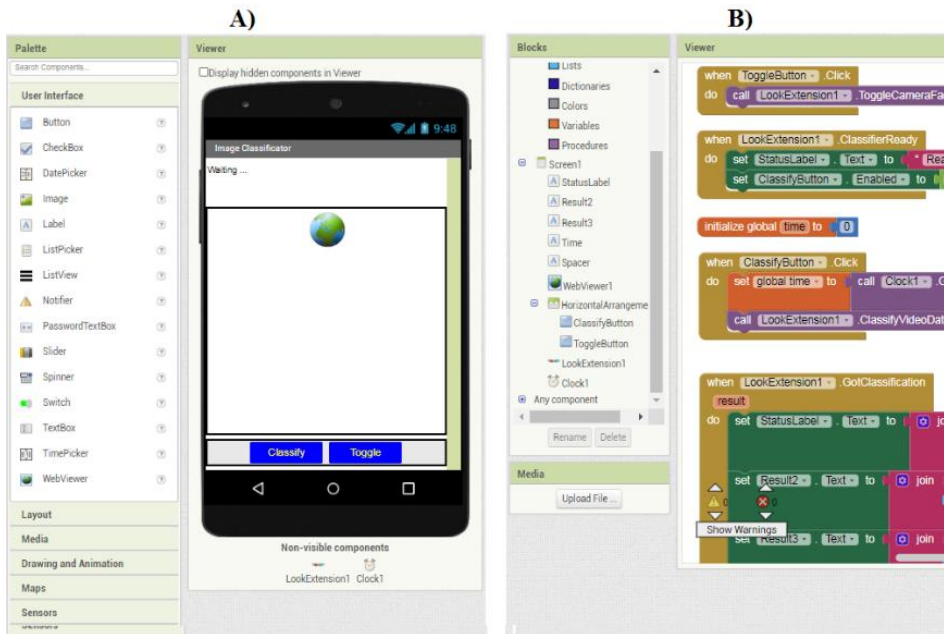 A)
Palette
Search Components...
User Interface
Button
CheckBox
DatePicker
Image
Label
ListPicker
ListView
Notifier
PasswordTextBox
Slider
Spinner
Switch
TextBox
TimePicker
WebViewer
Layout
Media
Drawing and Animation
Maps
Sensors
Viewer
Display hidden components in Viewer
9:48
Image Classificator
Waiting ...
Classify Toggle
Non-visible components
LookExtension1 Clock1
B)
Blocks
Lists
Dictionaries
Colors
Variables
Procedures
Screen1
StatusLabel
Result2
Result3
Time
Spacer
WebViewer1
HorizontalArrangeme
ClassifyButton
ToggleButton
LookExtension1
Clock1
Any component
Rename Delete
Media
Upload File ...
Viewer
when ToggleButton .Click
do call LookExtension1 .ToggleCameraFa
when LookExtension1 .ClassifierReady
do set StatusLabel . Text to " Rea
set ClassifyButton . Enabled to
initialize global time to 0
when ClassifyButton .Click
do set global time to call Clock1
call LookExtension1 .ClassifyVideoDat
when LookExtension1 .GotClassification
result
do set StatusLabel . Text to jo
set Result2 . Text to join
0 0
Show Warnings
set Result3 . Text to join